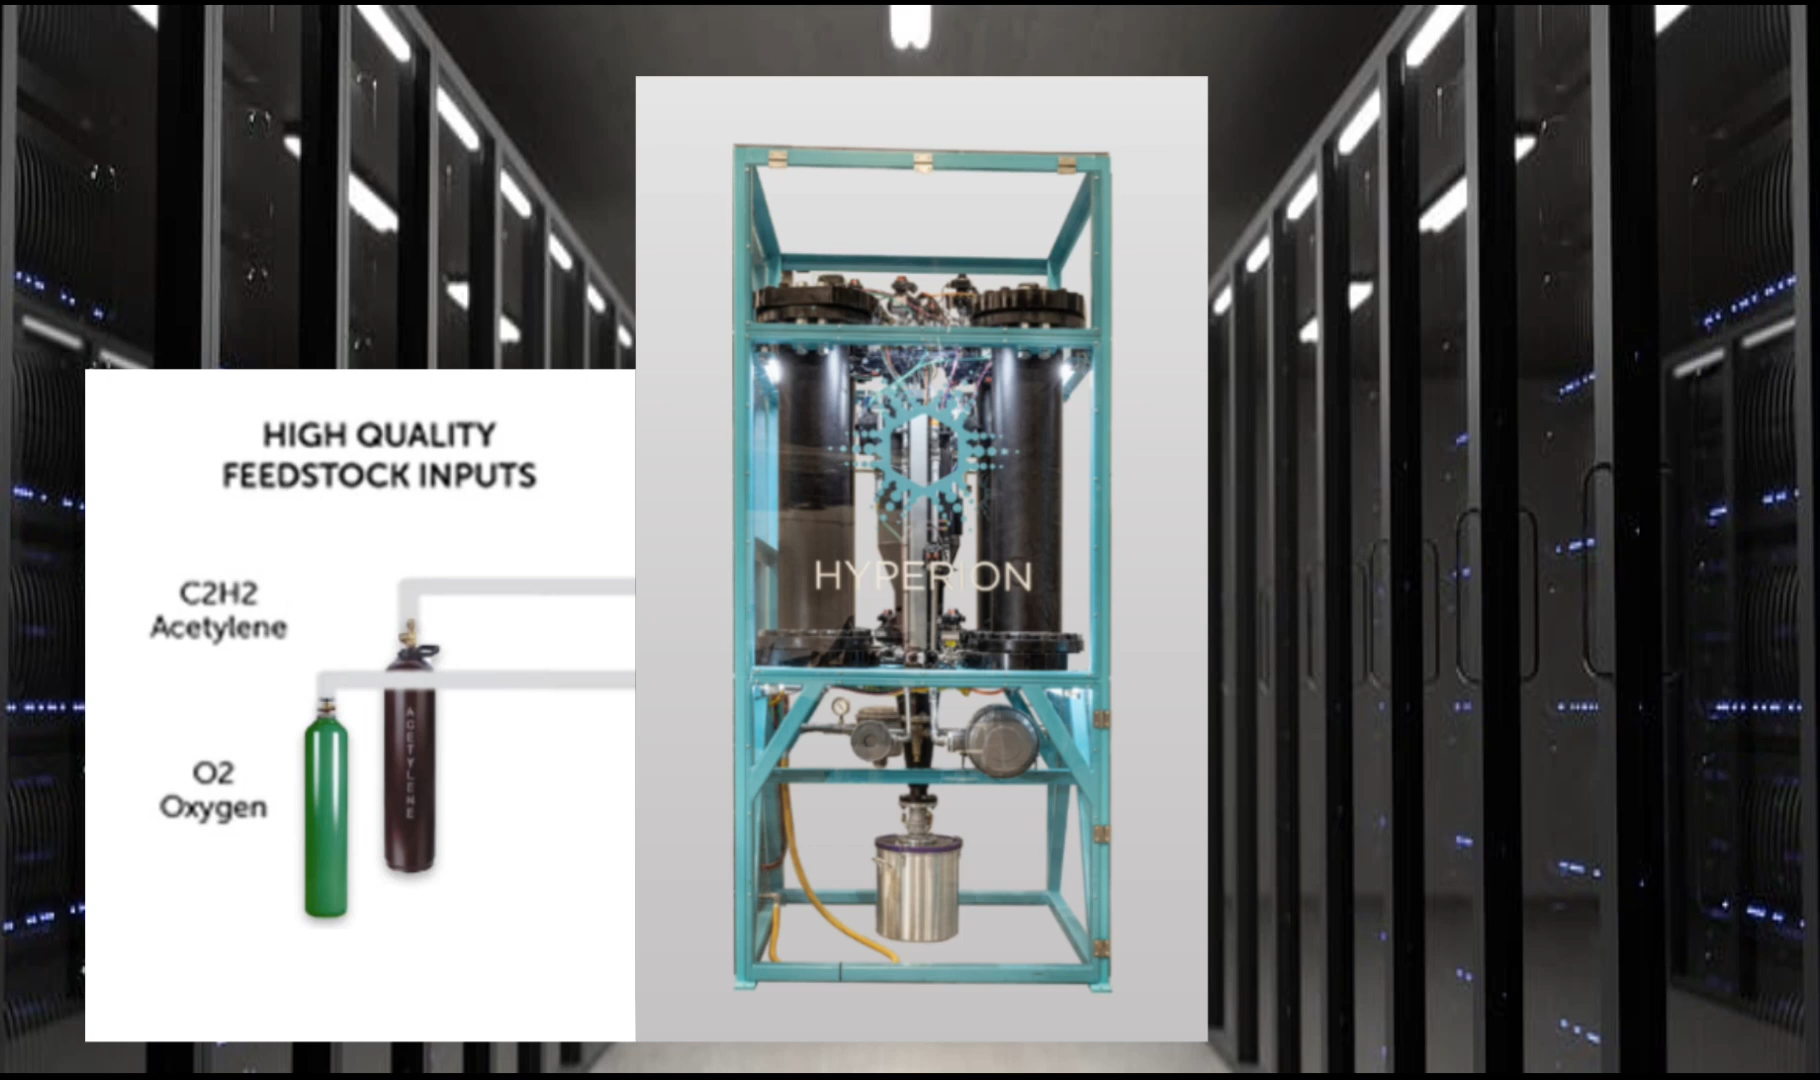 HIGH QUALITY
FEEDSTOCK INPUTS
C2H2
Acetylene
ACETYLENE
O2
Oxygen
HYPERION